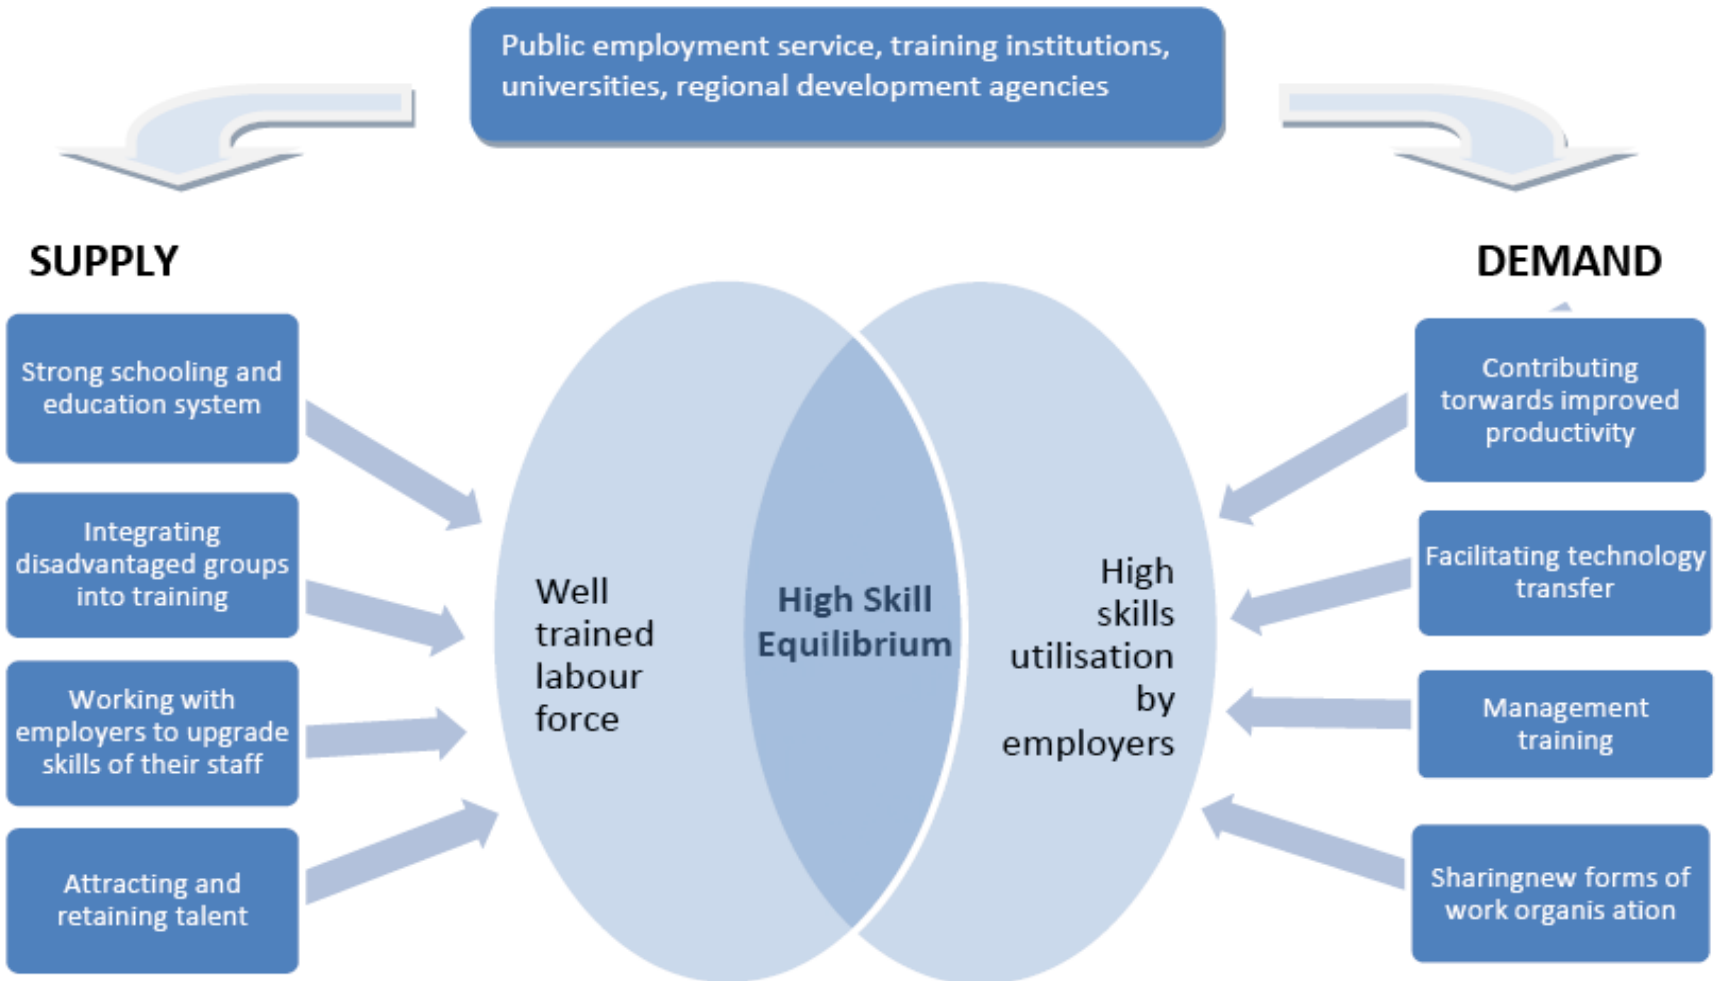 Public employment service, training institutions,
universities, regional development agencies
SUPPLY
DEMAND
Strong schooling and
education system
Integrating
disadvantaged groups
into training
Working with
employers to upgrade
skills of their staff
Attracting and
retaining talent
Well
trained
labour
force
High Skill
Equilibrium
High
skills
utilisation
by
employers
Contributing
torwards improved
productivity
Facilitating technology
transfer
Management
training
Sharingnew forms of
work organis ation